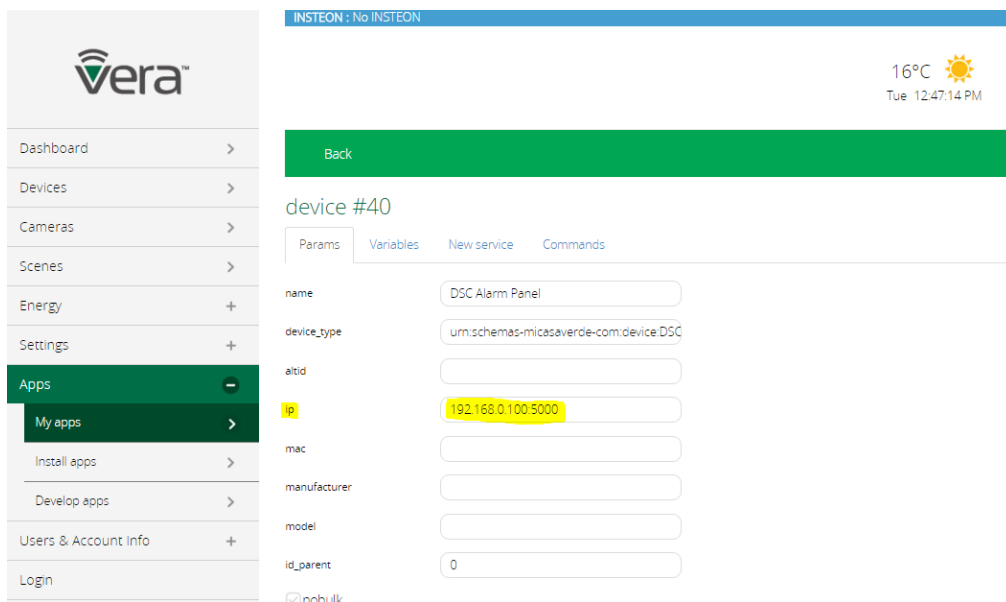 INSTEON : No INSTEON
vera™
16°C
Tue 12:47:14 PM
Dashboard
Devices
Cameras
Scenes
Energy
Settings
Apps
My apps
Install apps
Develop apps
Users & Account Info
Login
Back
device #40
Params Variables New service Commands
name DSC Alarm Panel
device_type urn:schemas-micasaverde-com:device:DSC
altid
ip 192.168.0.100:5000
mac
manufacturer
model
id_parent 0
nobulk